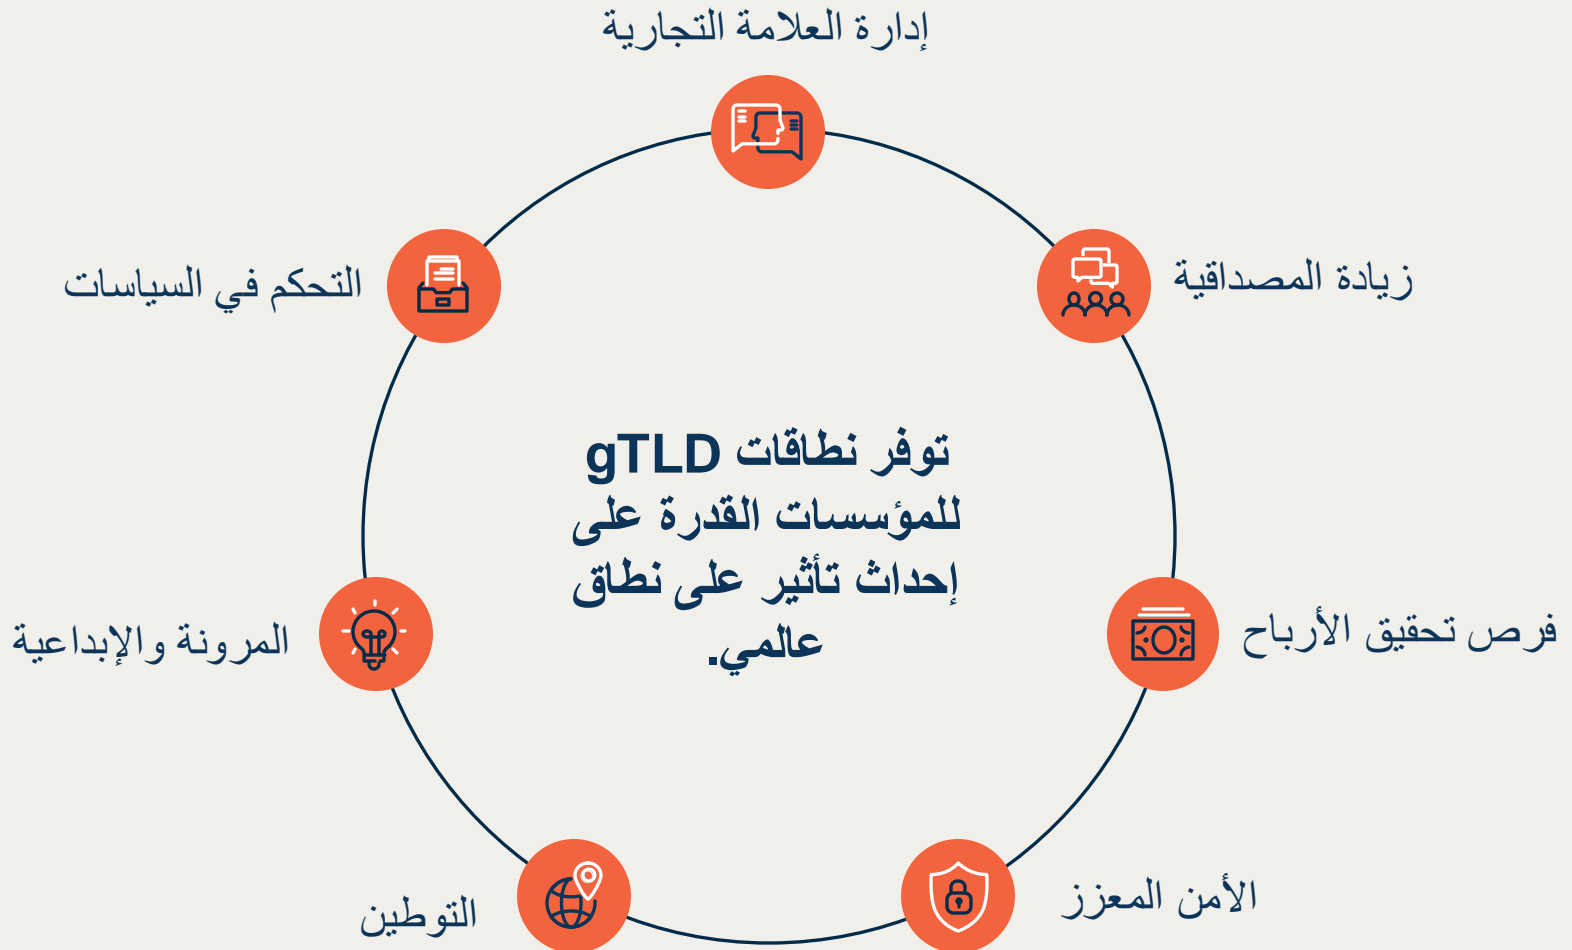 إدارة العلامة التجارية
زيادة المصداقية
التحكم في السياسات
توفر نطاقات gTLD
للمؤسسات القدرة على
إحداث تأثير على نطاق
عالمي.
فرص تحقيق الأرباح
المرونة والإبداعية
الأمن المعزز
التوطين